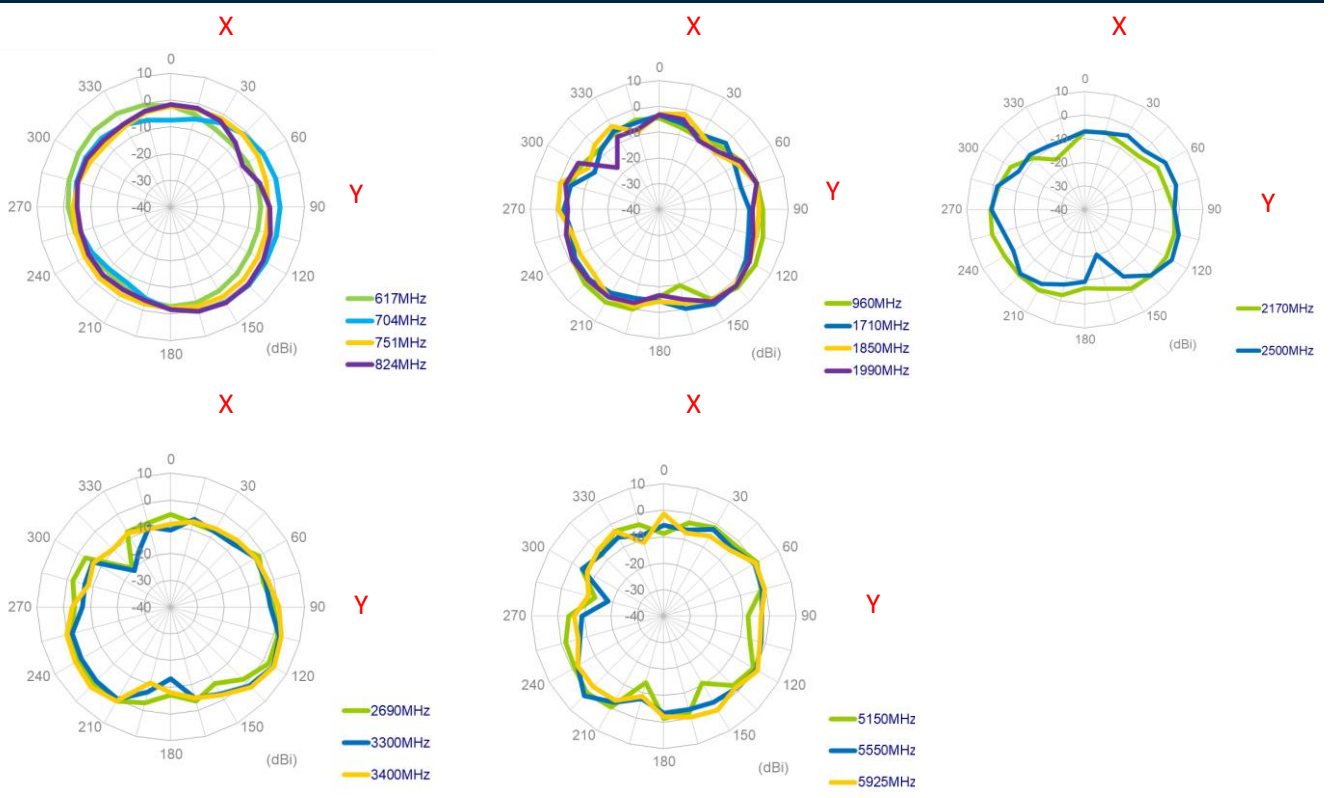 X
X
X
0
30
60
90
120
150
180
210
240
270
300
330
10
0
-10
-20
-30
-40
Y
(dBi)
617MHz
704MHz
751MHz
824MHz
0
30
60
90
120
150
180
210
240
270
300
330
10
0
-10
-20
-30
-40
Y
(dBi)
960MHz
1710MHz
1850MHz
1990MHz
0
30
60
90
120
150
180
210
240
270
300
330
10
0
-10
-20
-30
-40
Y
(dBi)
2170MHz
2500MHz
X
X
0
30
60
90
120
150
180
210
240
270
300
330
10
0
-10
-20
-30
-40
Y
(dBi)
2690MHz
3300MHz
3400MHz
0
30
60
90
120
150
180
210
240
270
300
330
10
0
-10
-20
-30
-40
Y
(dBi)
5150MHz
5550MHz
5925MHz